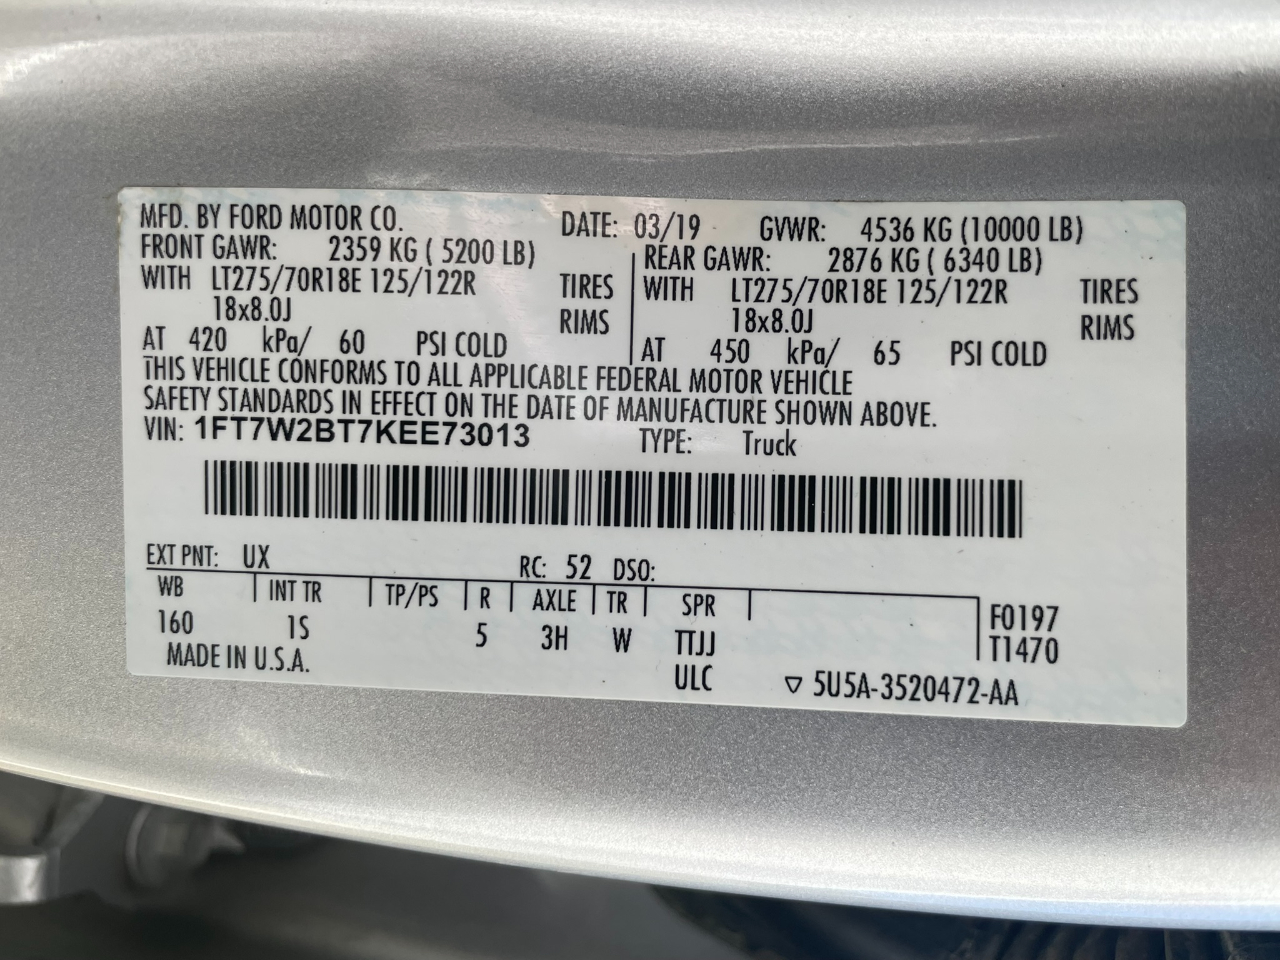 MFD. BY FORD MOTOR CO. DATE: 03/19 GVWR: 4536 KG (10000 LB)
FRONT GAWR: 2359 KG ( 5200 LB) REAR GAWR: 2876 KG ( 6340 LB)
WITH LT275/70R18E 125/122R TIRES WITH LT275/70R18E 125/122R TIRES
18x8.0J RIMS 18x8.0J RIMS
AT 420 kPa/ 60 PSI COLD AT 450 kPa/ 65 PSI COLD
THIS VEHICLE CONFORMS TO ALL APPLICABLE FEDERAL MOTOR VEHICLE
SAFETY STANDARDS IN EFFECT ON THE DATE OF MANUFACTURE SHOWN ABOVE.
VIN: 1FT7W2BT7KEE73013 TYPE: Truck
EXT PNT: UX RC: 52 DSO:
WB INT TR TP/PS R AXLE TR SPR F0197
160 1S 5 3H W TTJJ T1470
MADE IN U.S.A. ULC ▽ 5U5A-3520472-AA